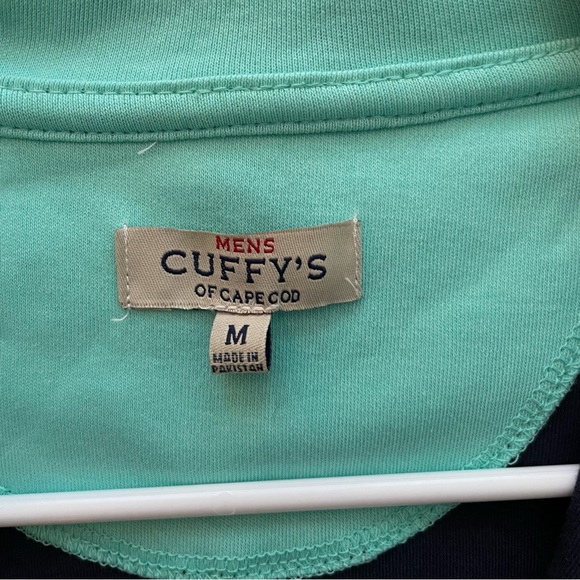 MENS
CUFFY'S
OF CAPE COD
M
MADE IN
PAKISTAN